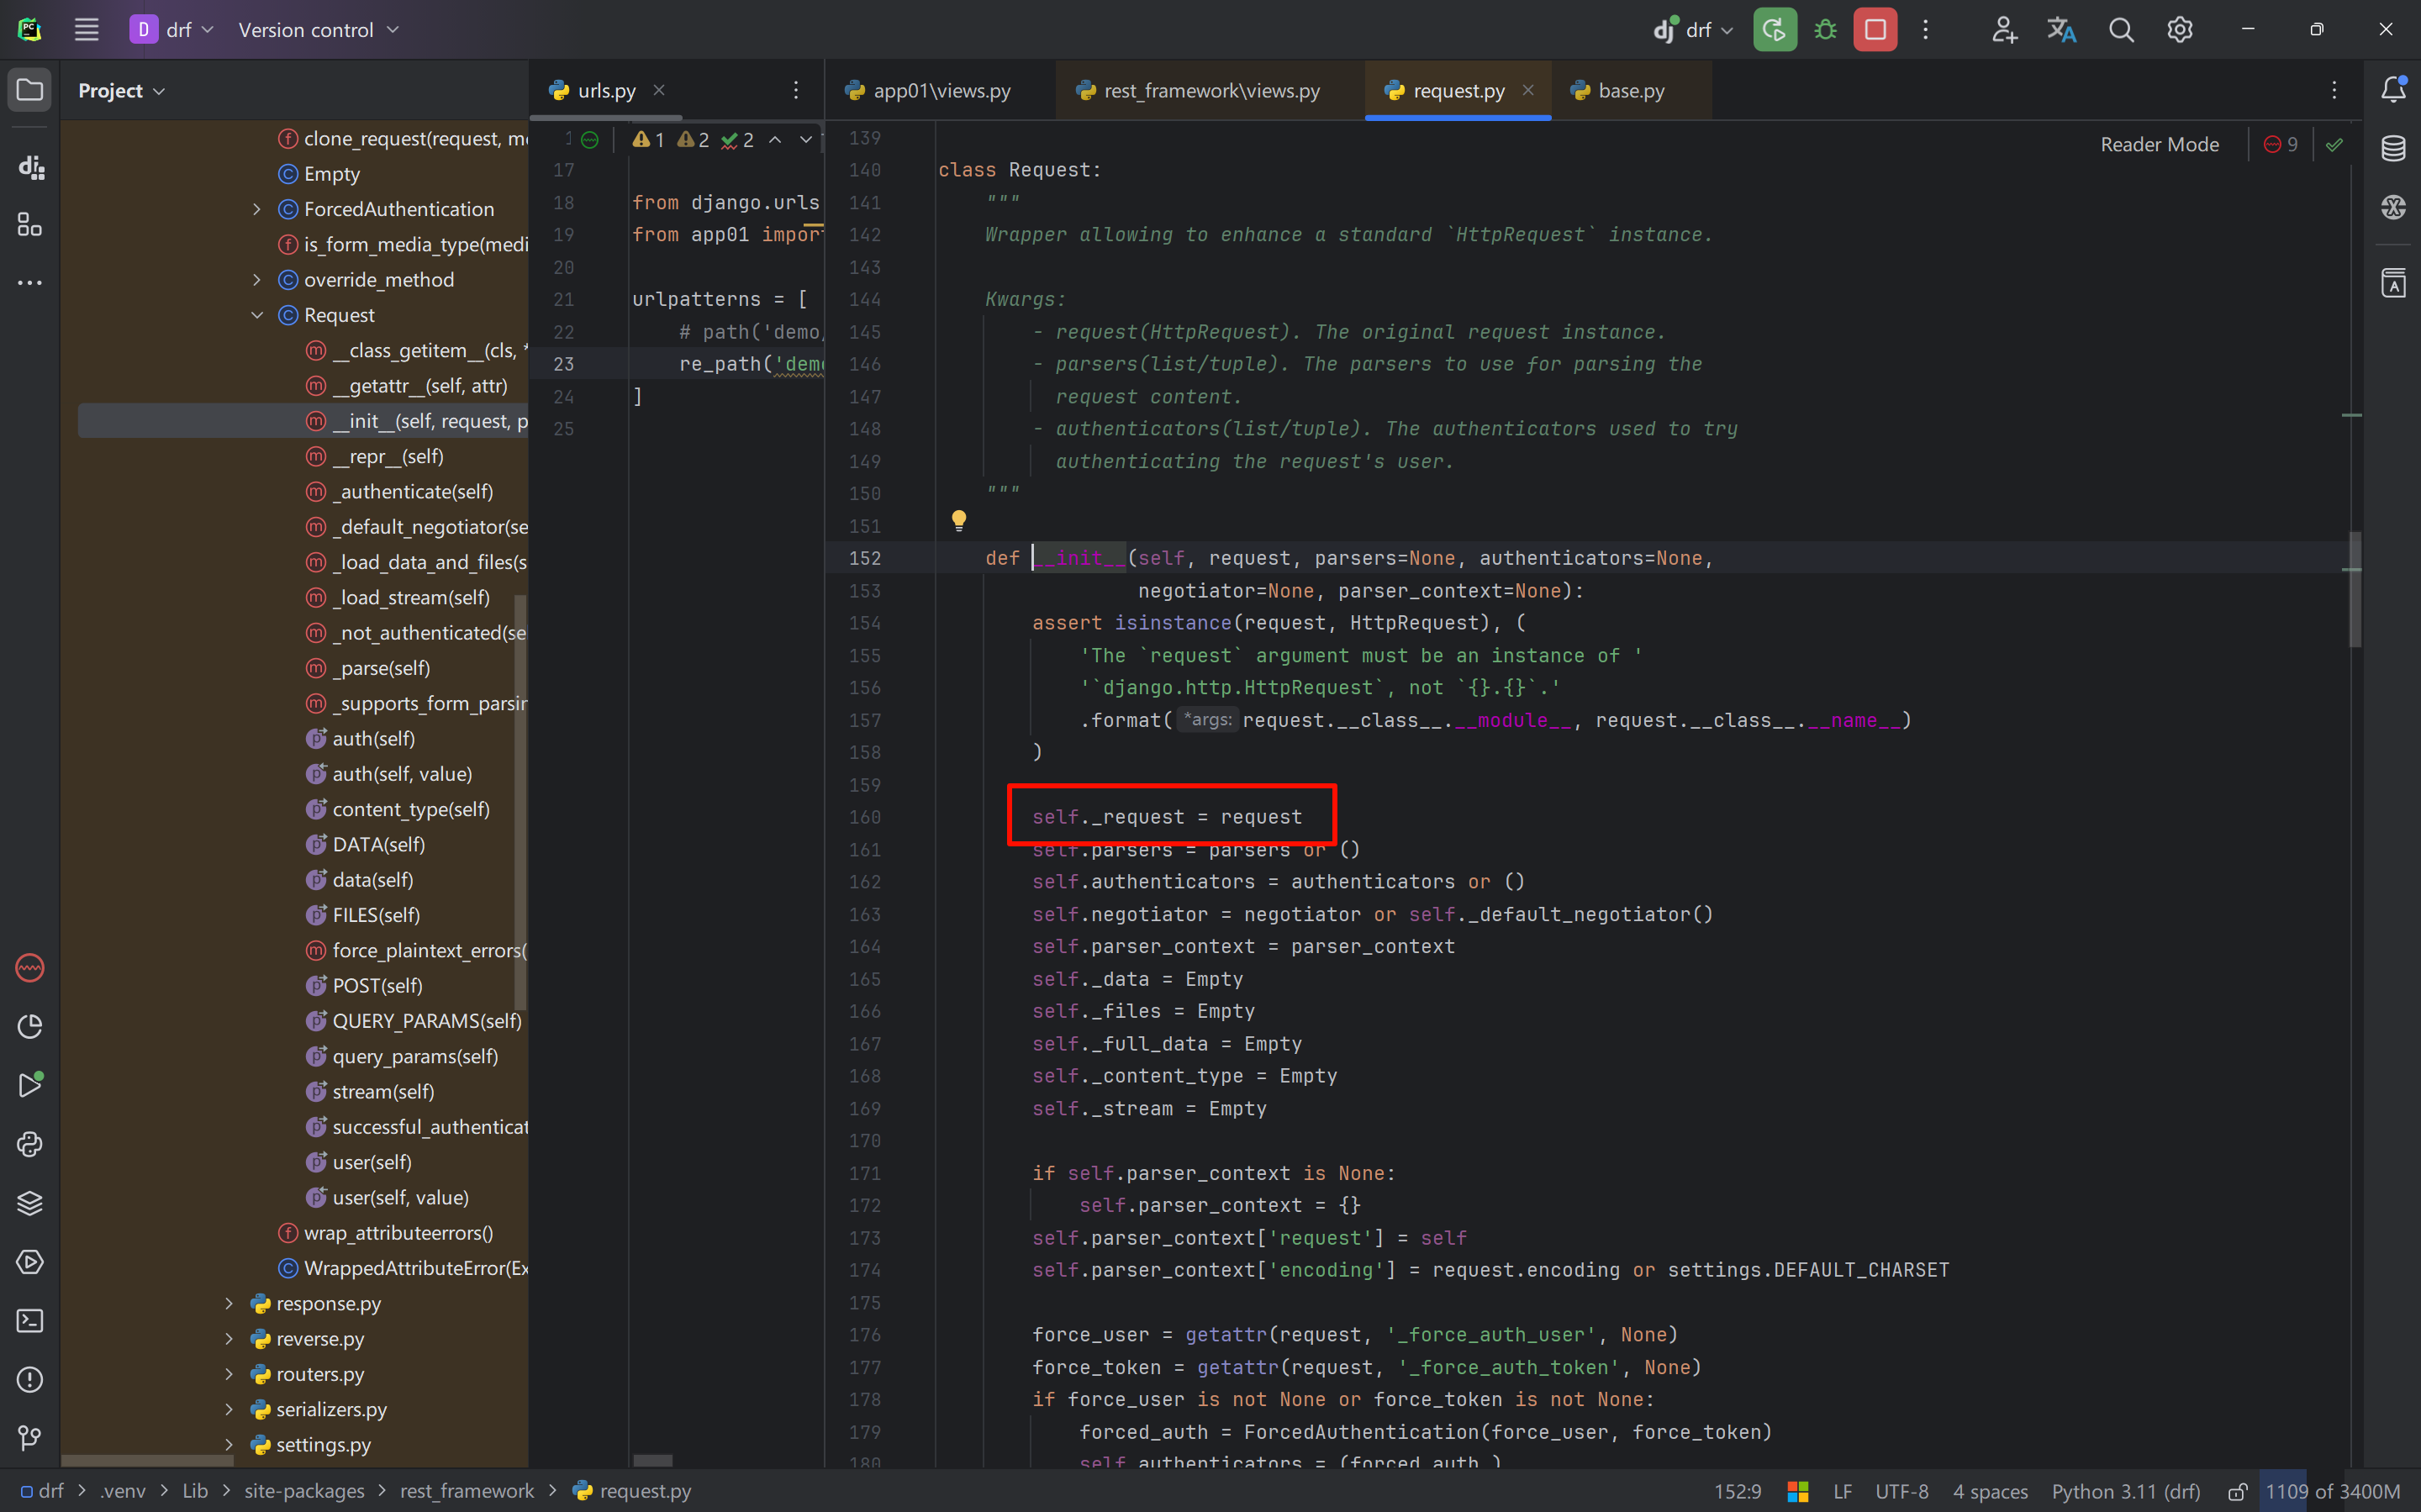 D drf Version control
dj drf
Project
urls.py
app01\views.py
rest_framework\views.py
request.py
base.py
clone_request(request, me
Empty
ForcedAuthentication
is_form_media_type(medi
override_method
Request
__class_getitem__(cls, *
__getattr__(self, attr)
__init__(self, request, p
__repr__(self)
_authenticate(self)
_default_negotiator(se
_load_data_and_files(s
_load_stream(self)
_not_authenticated(se
_parse(self)
_supports_form_parsin
auth(self)
auth(self, value)
content_type(self)
DATA(self)
data(self)
FILES(self)
force_plaintext_errors(
POST(self)
QUERY_PARAMS(self)
query_params(self)
stream(self)
successful_authenticat
user(self)
user(self, value)
wrap_attributeerrors()
WrappedAttributeError(Ex
response.py
reverse.py
routers.py
serializers.py
settings.py
1 2 2
17
18 from django.urls
19 from app01 impor
20
21 urlpatterns = [
22 # path('demo/
23 re_path('demo
24 ]
25
Reader Mode 9
139
140 class Request:
141 """
142 Wrapper allowing to enhance a standard `HttpRequest` instance.
143
144 Kwargs:
145 - request(HttpRequest). The original request instance.
146 - parsers(list/tuple). The parsers to use for parsing the
147 request content.
148 - authenticators(list/tuple). The authenticators used to try
149 authenticating the request's user.
150 """
151
152 def __init__(self, request, parsers=None, authenticators=None,
153 negotiator=None, parser_context=None):
154 assert isinstance(request, HttpRequest), (
155 'The `request` argument must be an instance of '
156 '`django.http.HttpRequest`, not `{}.{}`.'
157 .format( *args: request.__class__.__module__, request.__class__.__name__)
158 )
159
160 self._request = request
161 self.parsers = parsers or ()
162 self.authenticators = authenticators or ()
163 self.negotiator = negotiator or self._default_negotiator()
164 self.parser_context = parser_context
165 self._data = Empty
166 self._files = Empty
167 self._full_data = Empty
168 self._content_type = Empty
169 self._stream = Empty
170
171 if self.parser_context is None:
172 self.parser_context = {}
173 self.parser_context['request'] = self
174 self.parser_context['encoding'] = request.encoding or settings.DEFAULT_CHARSET
175
176 force_user = getattr(request, '_force_auth_user', None)
177 force_token = getattr(request, '_force_auth_token', None)
178 if force_user is not None or force_token is not None:
179 forced_auth = ForcedAuthentication(force_user, force_token)
180 self.authenticators = (forced_auth,)
drf > .venv > Lib > site-packages > rest_framework > request.py
152:9 LF UTF-8 4 spaces Python 3.11 (drf) 1109 of 3400M